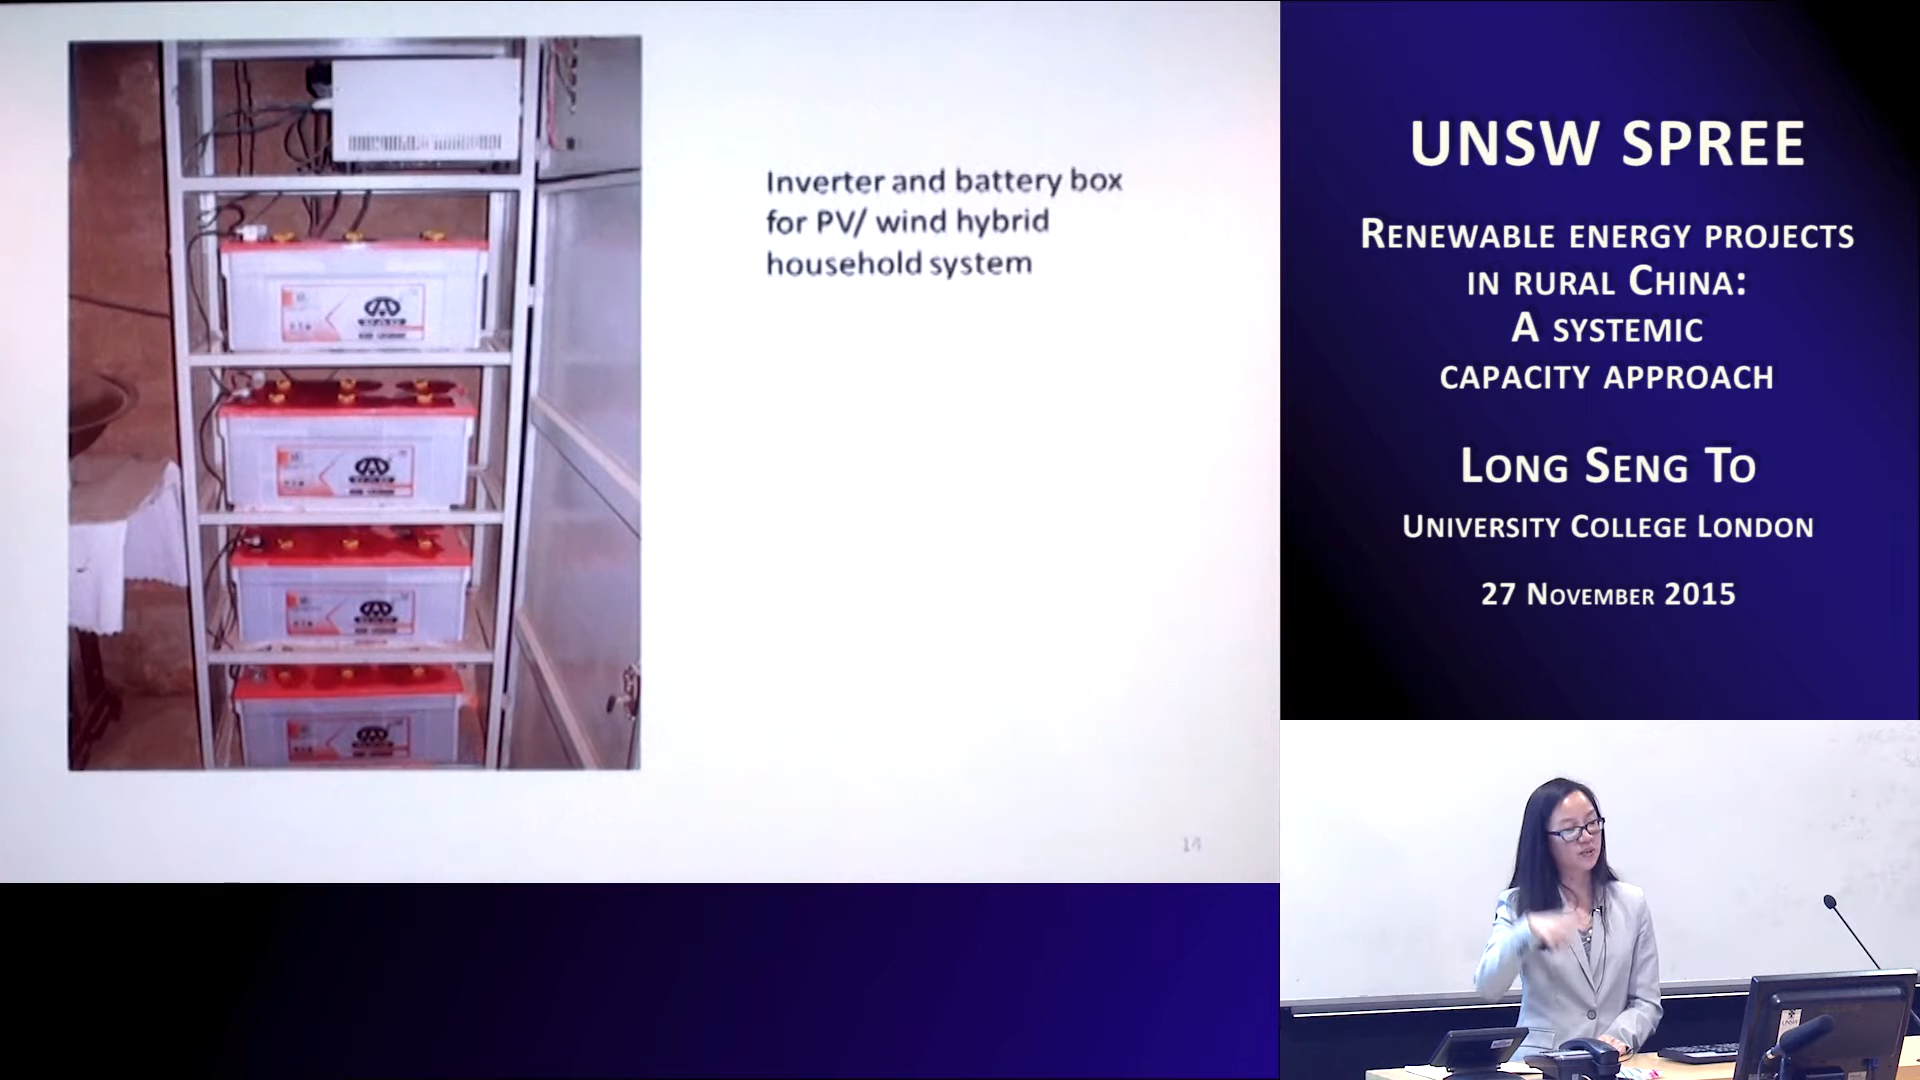 Inverter and battery box
for PV/ wind hybrid
household system
14
UNSW SPREE
RENEWABLE ENERGY PROJECTS
IN RURAL CHINA:
A SYSTEMIC
CAPACITY APPROACH
LONG SENG TO
UNIVERSITY COLLEGE LONDON
27 NOVEMBER 2015
UNSW